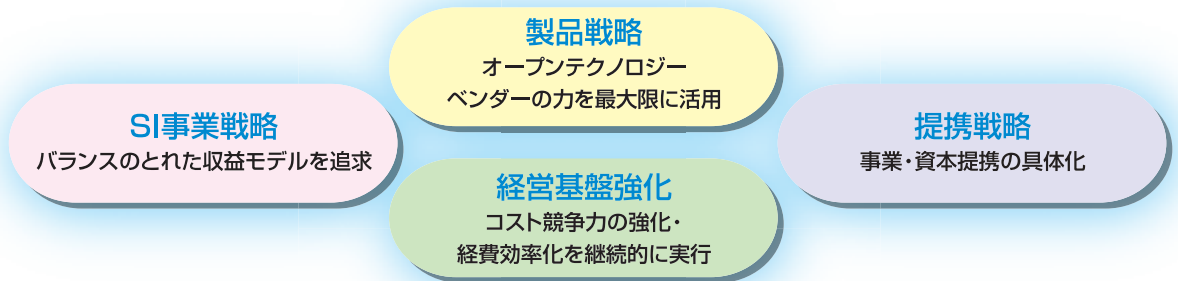 製品戦略
オープンテクノロジー
ベンダーの力を最大限に活用
SI事業戦略
バランスのとれた収益モデルを追求
提携戦略
事業・資本提携の具体化
経営基盤強化
コスト競争力の強化・
経費効率化を継続的に実行